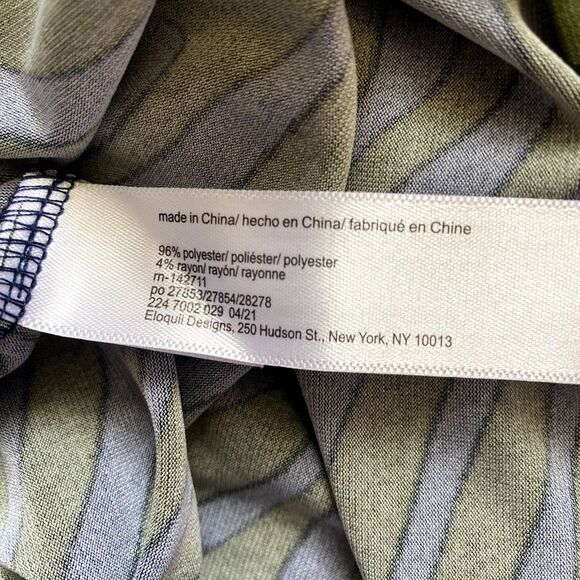 made in China/ hecho en China/ fabriqué en Chine
96% polyester/ poliéster/ polyester
4% rayon/ rayón/ rayonne
rn-142711
po 27853/27854/28278
224 7002 029 04/21
Eloquii Designs, 250 Hudson St., New York, NY 10013